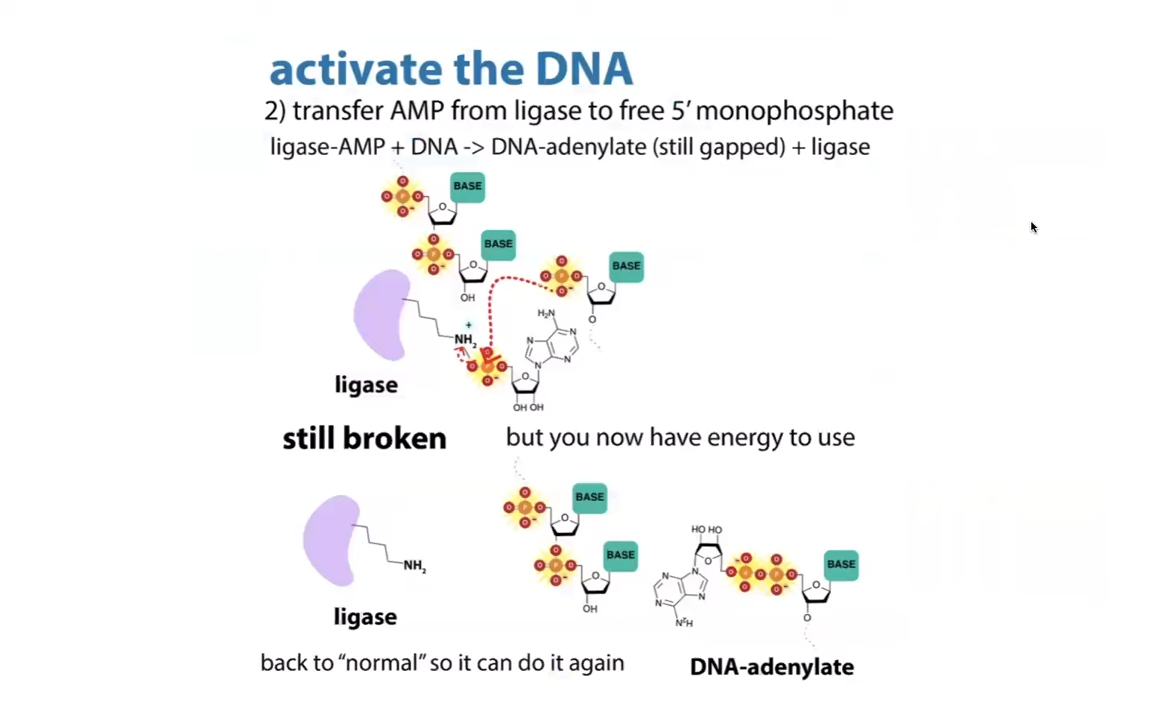 activate the DNA
2) transfer AMP from ligase to free 5’ monophosphate
ligase-AMP + DNA -> DNA-adenylate (still gapped) + ligase
BASE
BASE
BASE
OH
O
H₂N
N
N
N
N
+
NH₂
P
OH OH
ligase
still broken
but you now have energy to use
BASE
BASE
BASE
OH
HO HO
N
N
N
N
O
NH₂
ligase
back to “normal” so it can do it again
DNA-adenylate